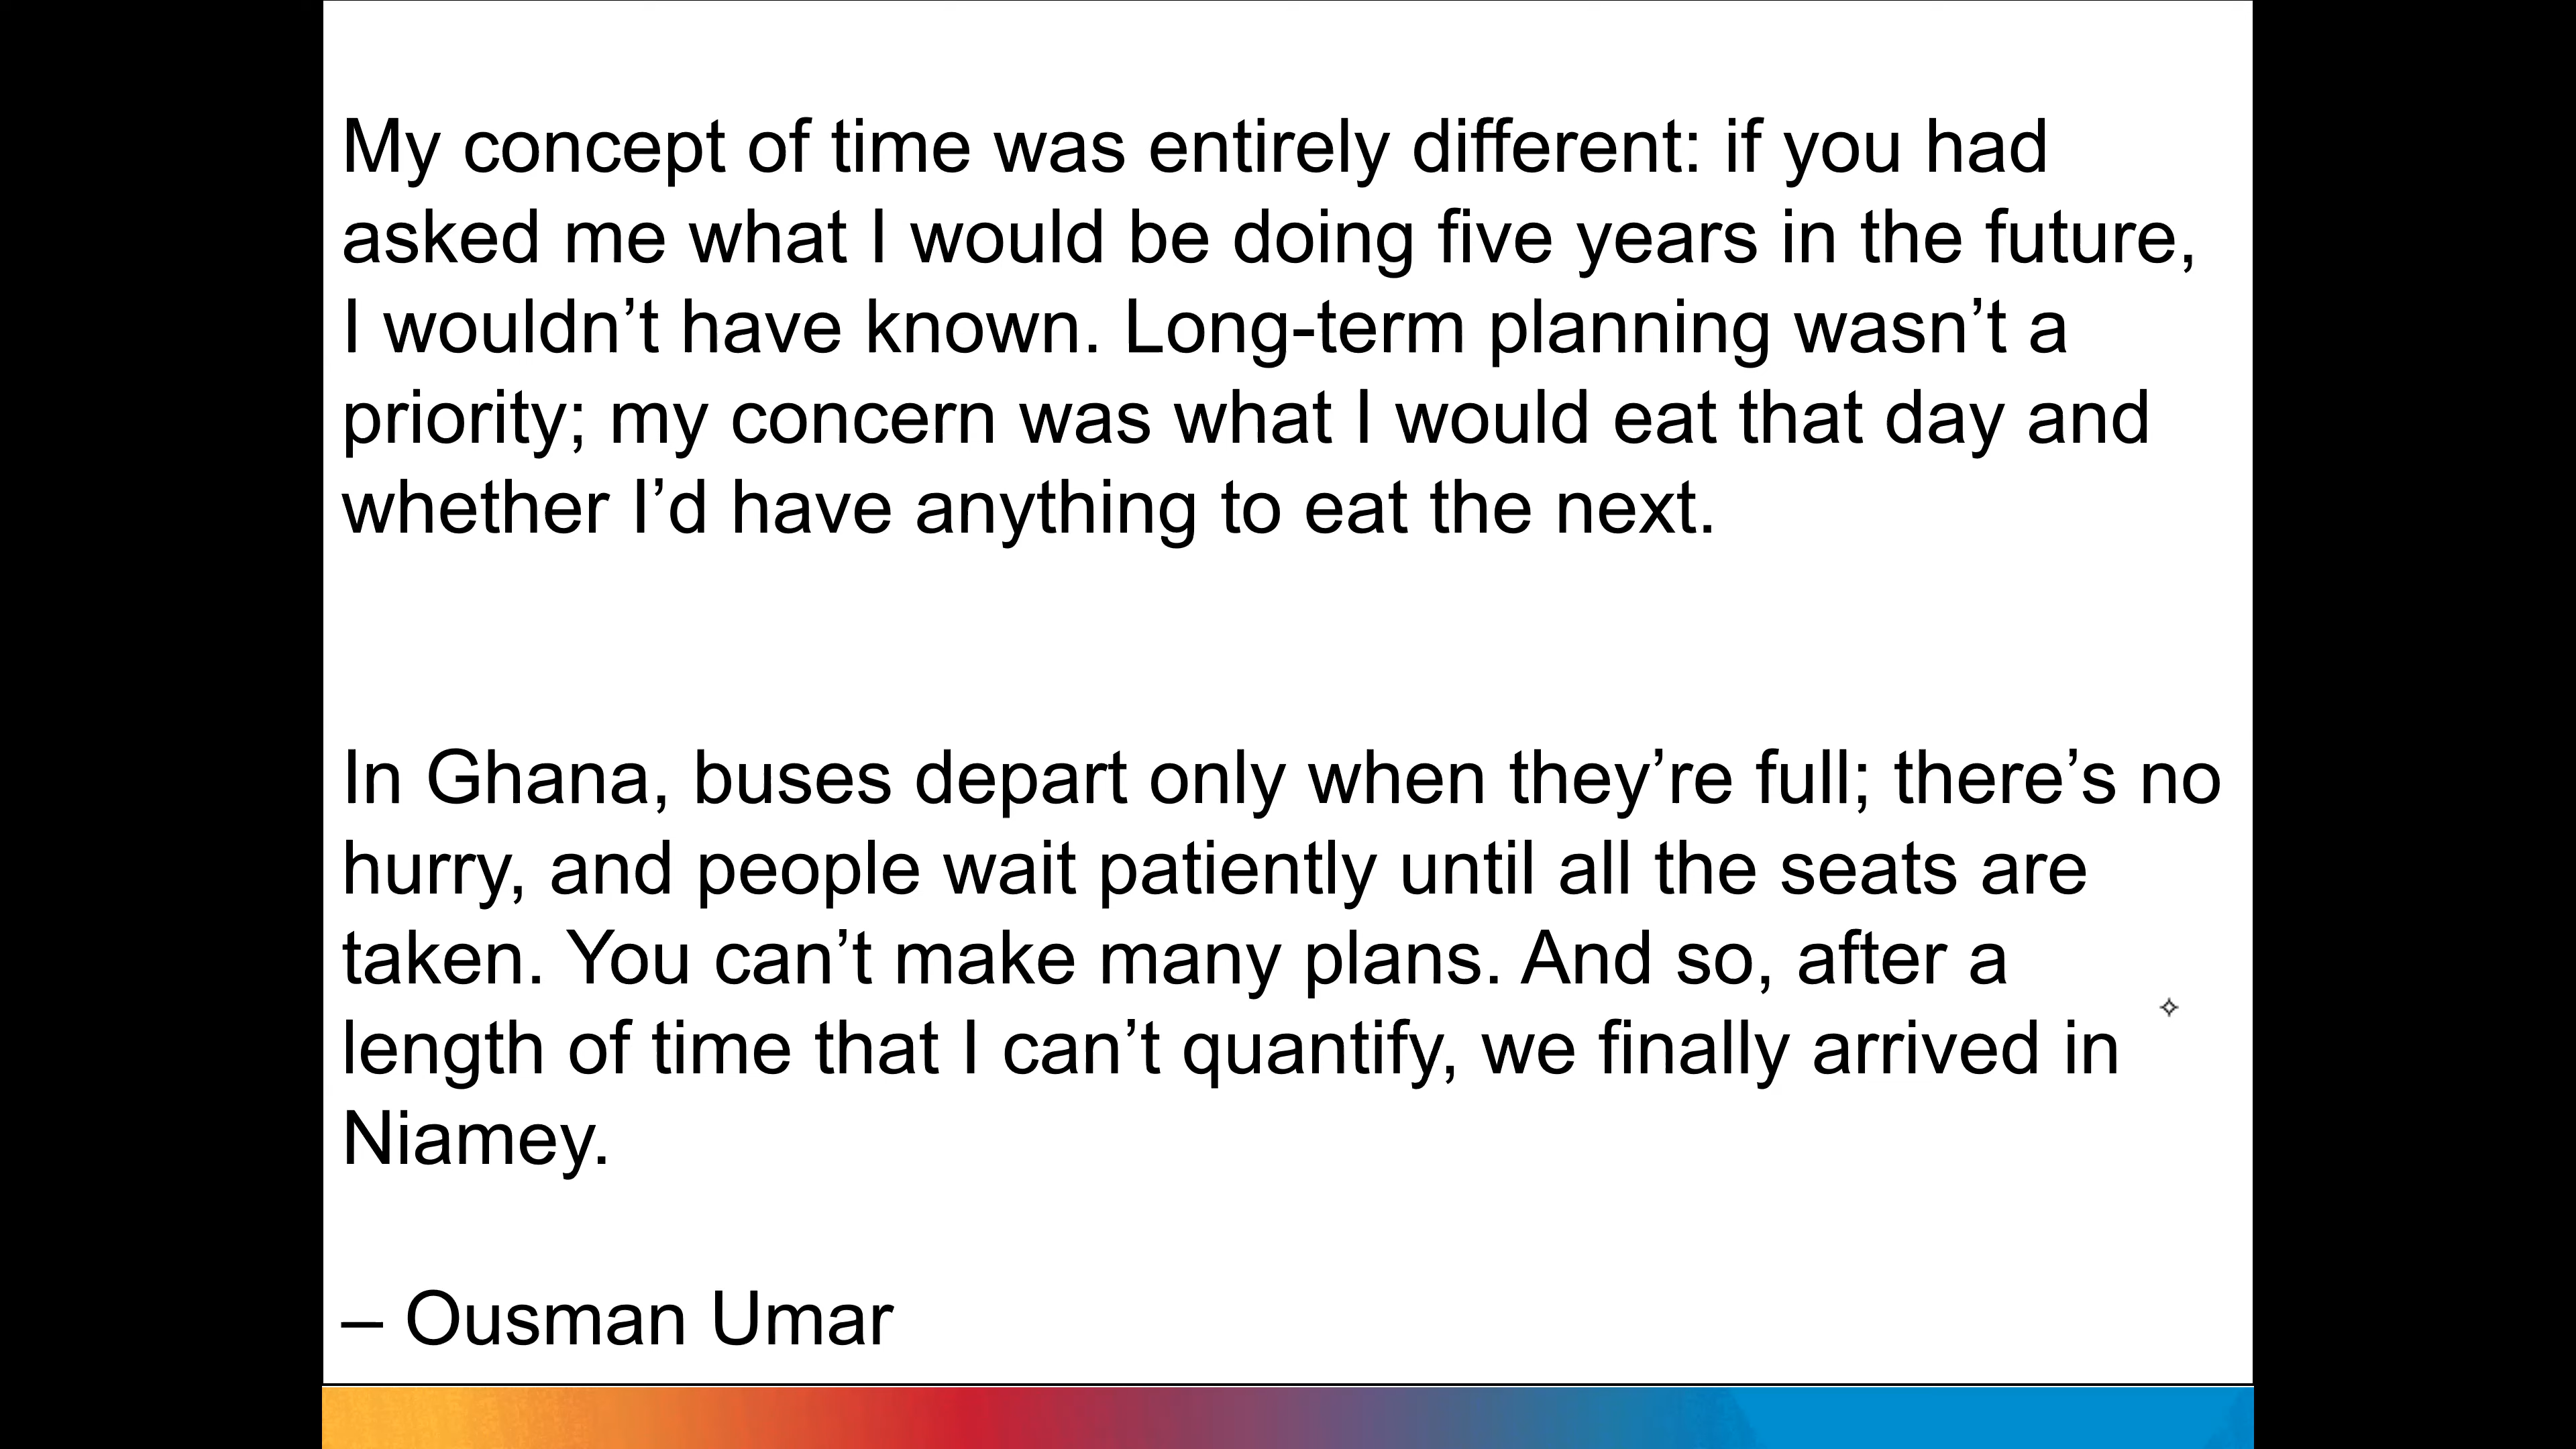 My concept of time was entirely different: if you had
asked me what I would be doing five years in the future,
I wouldn’t have known. Long-term planning wasn’t a
priority; my concern was what I would eat that day and
whether I’d have anything to eat the next.
In Ghana, buses depart only when they’re full; there’s no
hurry, and people wait patiently until all the seats are
taken. You can’t make many plans. And so, after a
length of time that I can’t quantify, we finally arrived in
Niamey.
– Ousman Umar